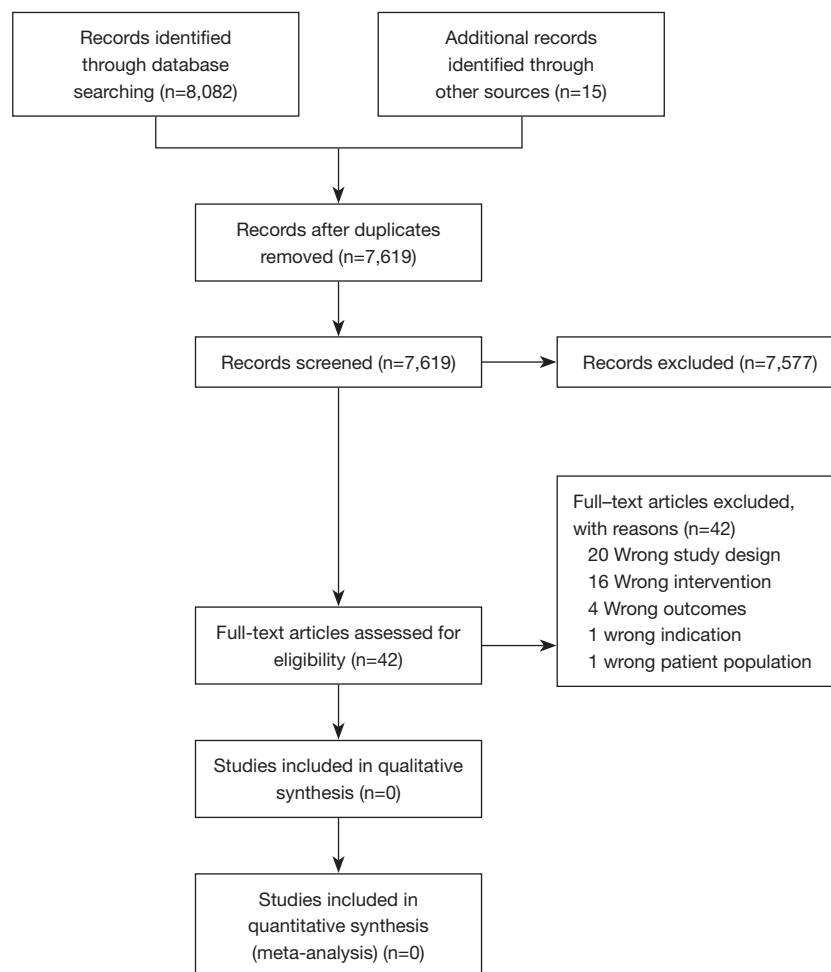 Records identified
through database
searching (n=8,082)
Additional records
identified through
other sources (n=15)
Records after duplicates
removed (n=7,619)
Records screened (n=7,619)
Records excluded (n=7,577)
Full–text articles excluded,
with reasons (n=42)
20 Wrong study design
16 Wrong intervention
4 Wrong outcomes
1 wrong indication
1 wrong patient population
Full-text articles assessed for
eligibility (n=42)
Studies included in qualitative
synthesis (n=0)
Studies included in
quantitative synthesis
(meta-analysis) (n=0)